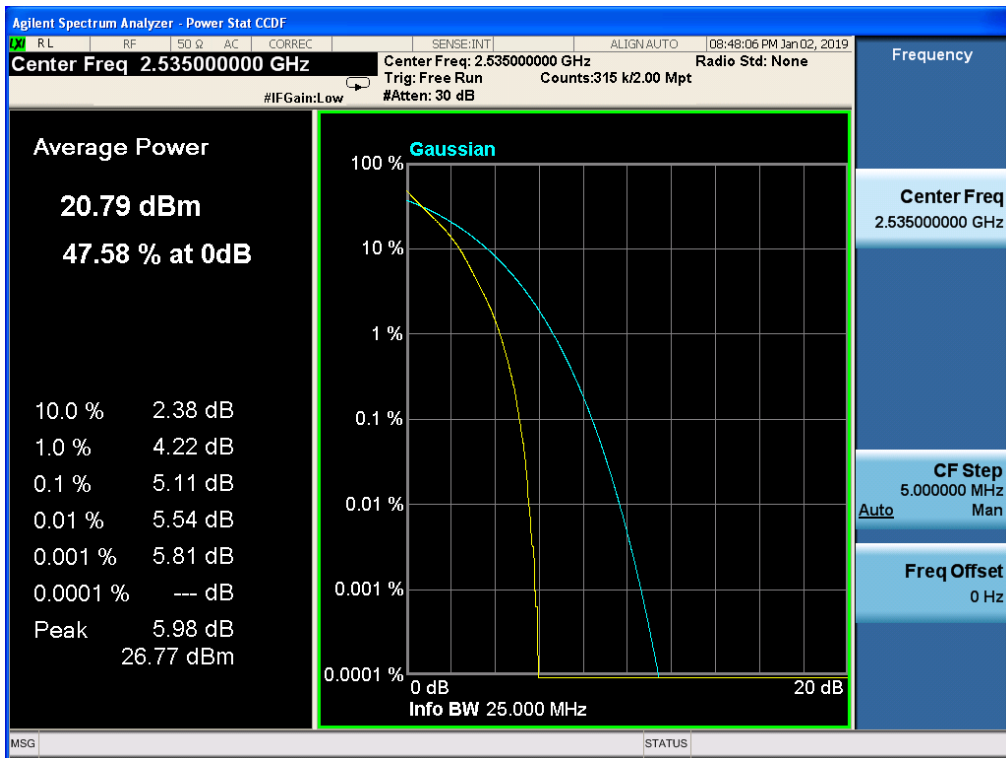 Agilent Spectrum Analyzer - Power Stat CCDF
LXI RL RF 50 Ω AC CORREC SENSE:INT ALIGN AUTO 08:48:06 PM Jan 02, 2019
Center Freq 2.535000000 GHz
Center Freq: 2.535000000 GHz Radio Std: None
Trig: Free Run Counts:315 k/2.00 Mpt
#IFGain:Low #Atten: 30 dB
Average Power
20.79 dBm
47.58 % at 0dB
10.0 % 2.38 dB
1.0 % 4.22 dB
0.1 % 5.11 dB
0.01 % 5.54 dB
0.001 % 5.81 dB
0.0001 % --- dB
Peak 5.98 dB
26.77 dBm
Gaussian
100 %
10 %
1 %
0.1 %
0.01 %
0.001 %
0.0001 %
0 dB 20 dB
Info BW 25.000 MHz
Frequency
Center Freq
2.535000000 GHz
CF Step
5.000000 MHz
Auto Man
Freq Offset
0 Hz
MSG STATUS